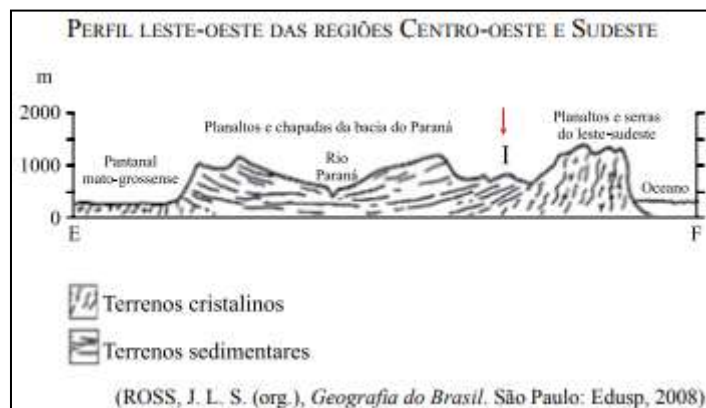 PERFIL LESTE-OESTE DAS REGIÕES CENTRO-OESTE E SUDESTE
m
2000
1000
0
Pantanal
mato-grossense
Planaltos e chapadas da bacia do Paraná
Rio
Paraná
I
Planaltos e serras
do leste-sudeste
Oceano
E
F
Terrenos cristalinos
Terrenos sedimentares
(ROSS, J. L. S. (org.), Geografia do Brasil. São Paulo: Edusp, 2008)